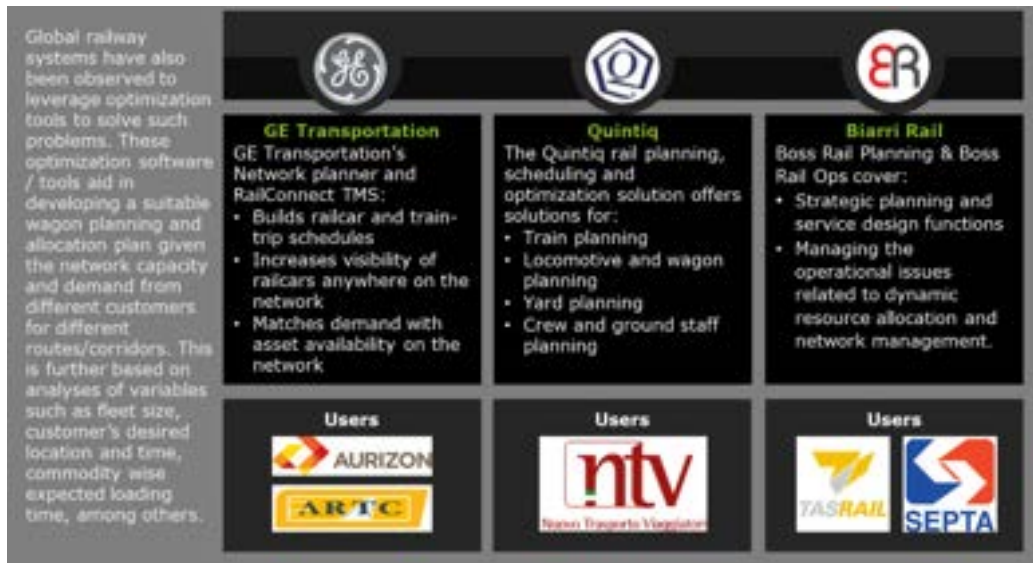 Global railway
systems have also
been observed to
leverage optimization
tools to solve such
problems. These
optimization software
/ tools aid in
developing a suitable
wagon planning and
allocation plan given
the network capacity
and demand from
different customers
for different
routes/corridors. This
is further based on
analyses of variables
such as fleet size,
customer's desired
location and time,
commodity wise
expected loading
time, among others.
GE
GE Transportation
GE Transportation's
Network planner and
RailConnect TMS:
• Builds railcar and train-
trip schedules
• Increases visibility of
railcars anywhere on the
network
• Matches demand with
asset availability on the
network
Users
AURIZON
ARTC
Q
Quintiq
The Quintiq rail planning,
scheduling and
optimization solution offers
solutions for:
• Train planning
• Locomotive and wagon
planning
• Yard planning
• Crew and ground staff
planning
Users
ntv
Nuovo Trasporto Viaggiatori
BR
Biarri Rail
Boss Rail Planning & Boss
Rail Ops cover:
• Strategic planning and
service design functions
• Managing the
operational issues
related to dynamic
resource allocation and
network management.
Users
TASRAIL
SEPTA